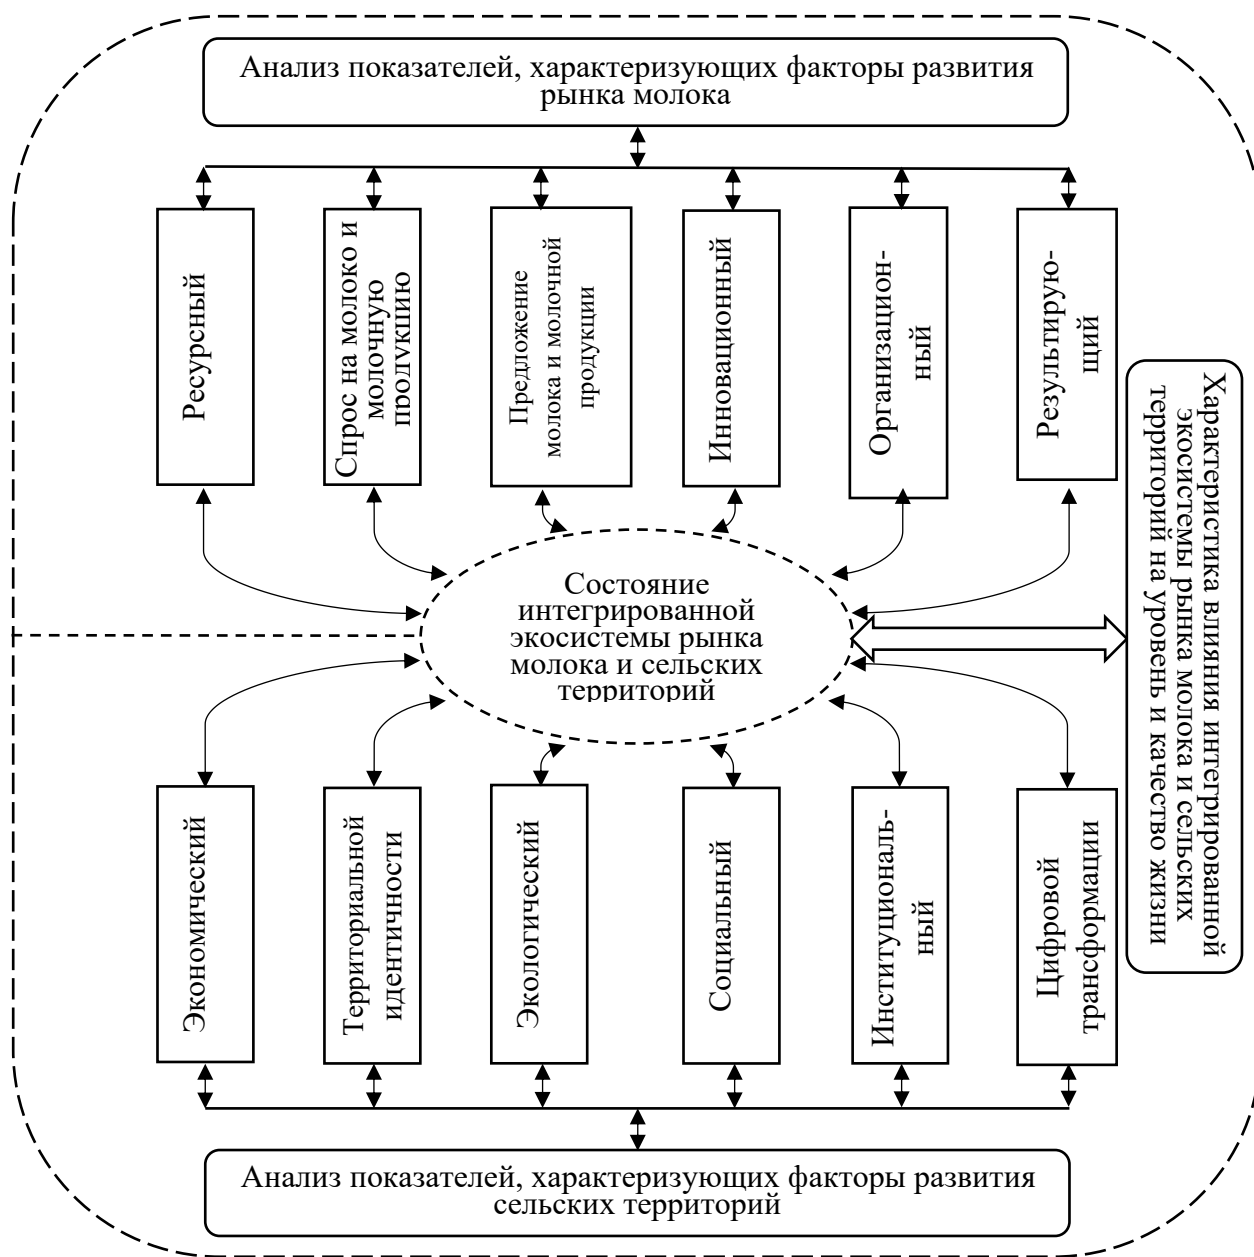 Анализ показателей, характеризующих факторы развития
рынка молока
Ресурсный
Спрос на молоко и
молочную
продукцию
Предложение
молока и молочной
продукции
Инновационный
Организацион-
ный
Результирую-
щий
Состояние
интегрированной
экосистемы рынка
молока и сельских
территорий
Характеристика влияния интегрированной
экосистемы рынка молока и сельских
территорий на уровень и качество жизни
Экономический
Территориальной
идентичности
Экологический
Социальный
Институциональ-
ный
Цифровой
трансформации
Анализ показателей, характеризующих факторы развития
сельских территорий